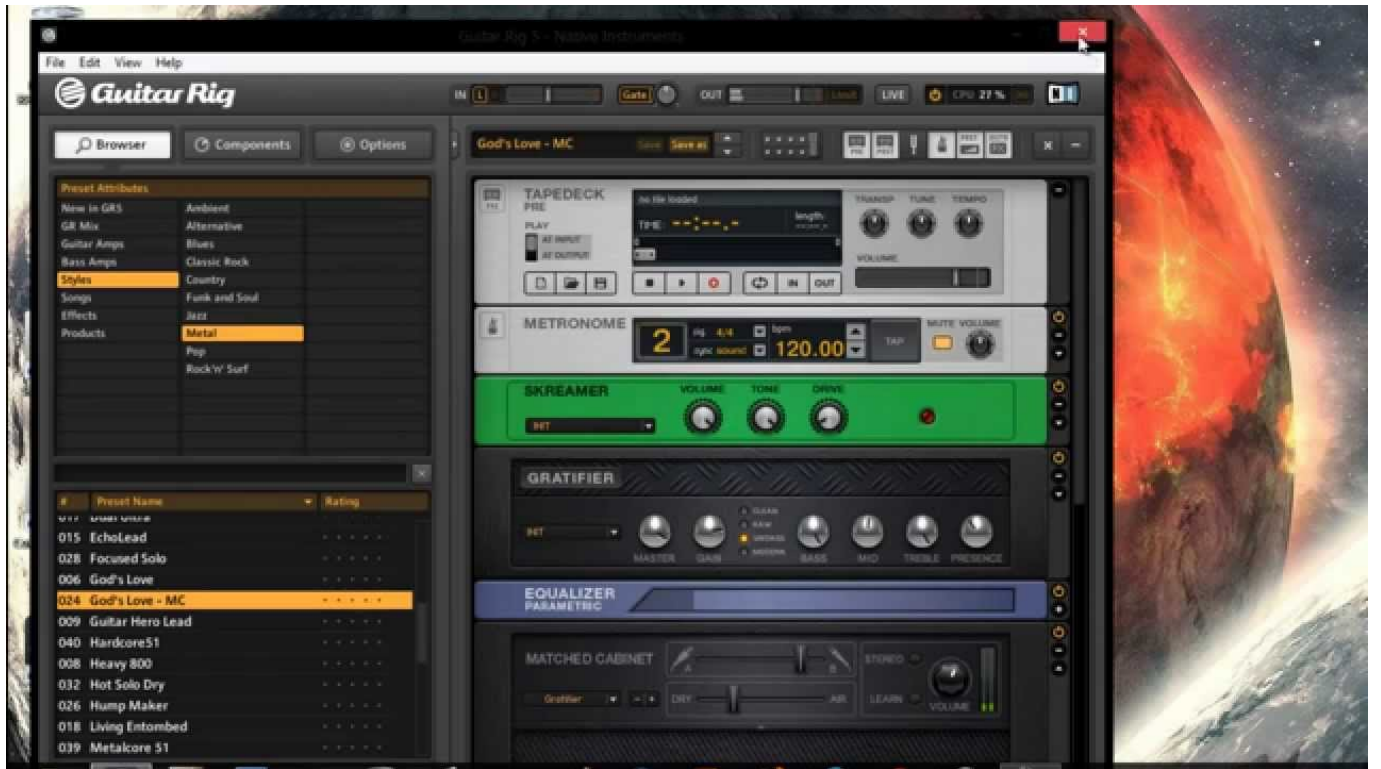 Guitar Rig 5 - Native Instruments
File Edit View Help
Guitar Rig
IN L Gate OUT Limit LIVE CPU 27 % NI
Browser Components Options
God's Love - MC Save Save as
Preset Attributes
New in GR5 Ambient
GR Mix Alternative
Guitar Amps Blues
Bass Amps Classic Rock
Styles Country
Songs Funk and Soul
Effects Jazz
Products Metal
Pop
Rock'n' Surf
# Preset Name Rating
015 EchoLead
028 Focused Solo
006 God's Love
024 God's Love - MC
009 Guitar Hero Lead
040 Hardcore51
008 Heavy 800
032 Hot Solo Dry
026 Hump Maker
018 Living Entombed
039 Metalcore 51
TAPEDECK
PRE
no file loaded
TRANSP TUNE TEMPO
PLAY
TIME: length:
AT INPUT
AT OUTPUT
VOLUME
IN OUT
METRONOME
2
sig 4/4 bpm
sync sound 120.00
TAP
MUTE VOLUME
SKREAMER
VOLUME TONE DRIVE
INIT
GRATIFIER
CLEAN
RAW
INIT
MODERN
MASTER GAIN BASS MID TREBLE PRESENCE
EQUALIZER
PARAMETRIC
MATCHED CABINET
A B
STEREO
Gratifier - + DRY AIR LEARN VOLUME